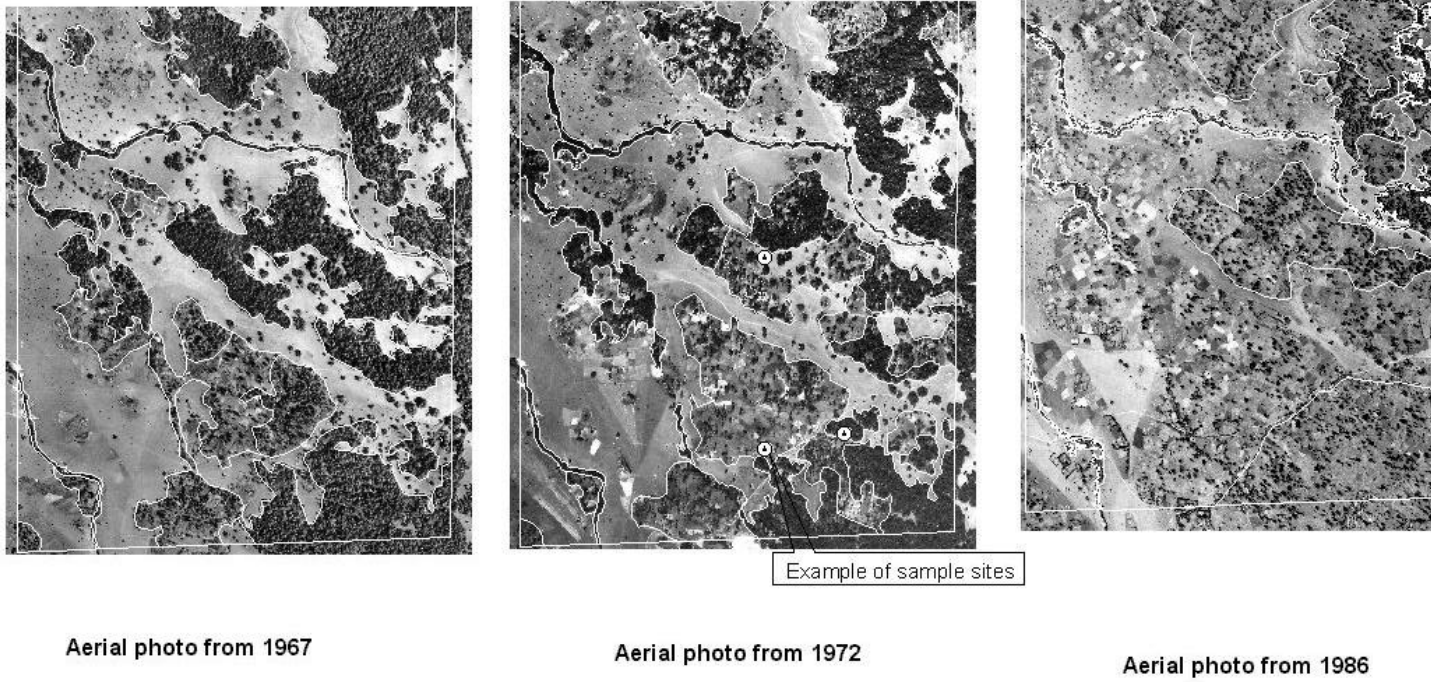 Example of sample sites
Aerial photo from 1967
Aerial photo from 1972
Aerial photo from 1986